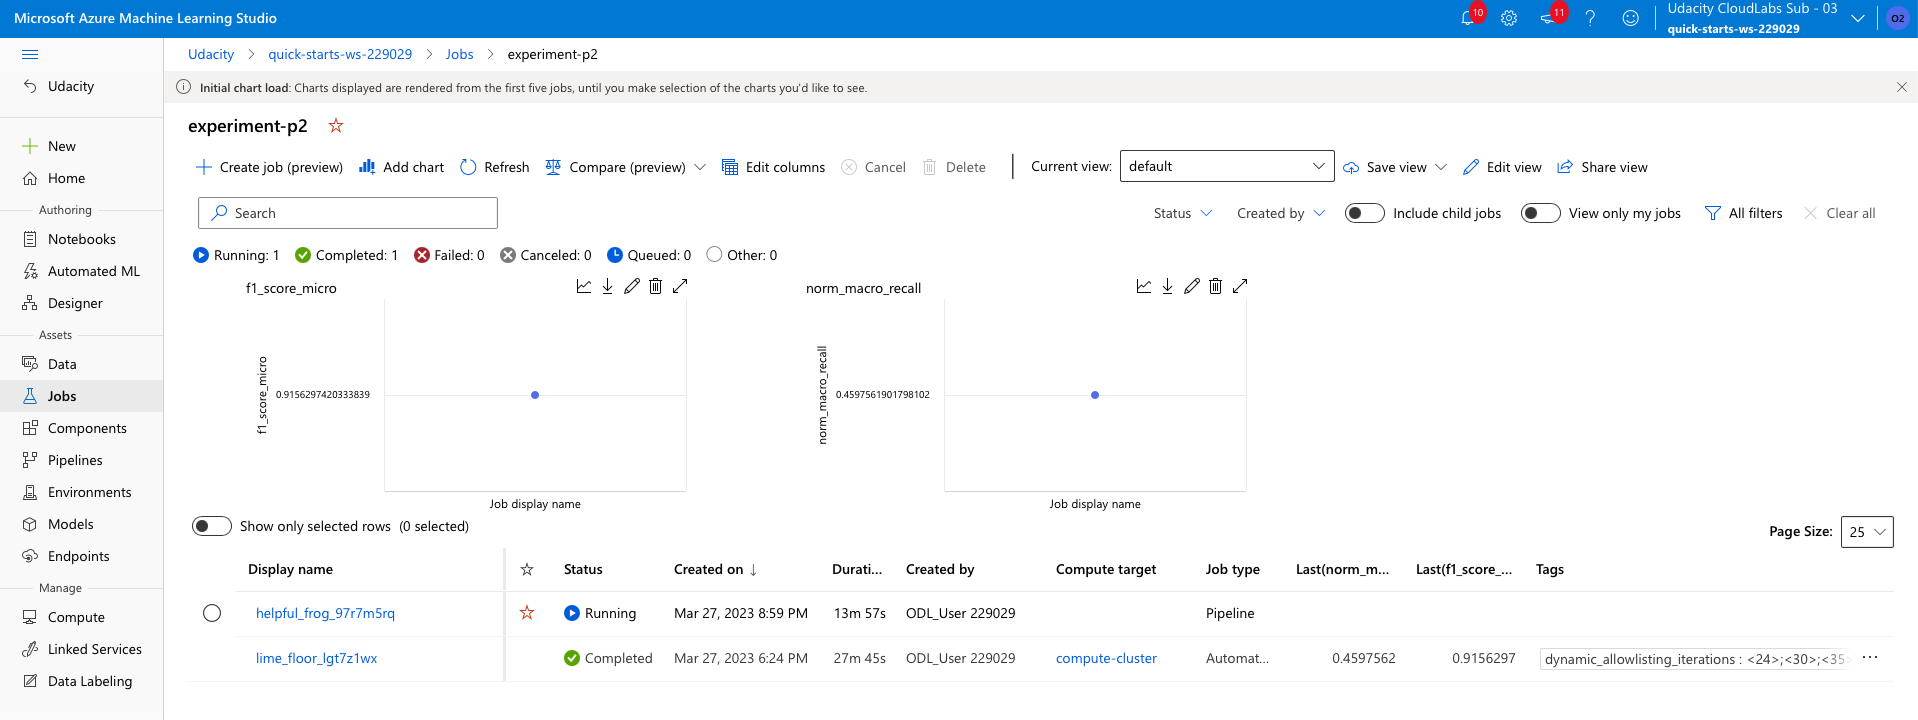 Microsoft Azure Machine Learning Studio
10
11
Udacity CloudLabs Sub - 03
quick-starts-ws-229029
O2
Udacity > quick-starts-ws-229029 > Jobs > experiment-p2
Udacity
New
Home
Authoring
Notebooks
Automated ML
Designer
Assets
Data
Jobs
Components
Pipelines
Environments
Models
Endpoints
Manage
Compute
Linked Services
Data Labeling
Initial chart load: Charts displayed are rendered from the first five jobs, until you make selection of the charts you'd like to see.
experiment-p2
Create job (preview) Add chart Refresh Compare (preview) Edit columns Cancel Delete Current view: default Save view Edit view Share view
Search
Status Created by Include child jobs View only my jobs All filters Clear all
Running: 1 Completed: 1 Failed: 0 Canceled: 0 Queued: 0 Other: 0
f1_score_micro
f1_score_micro
0.9156297420333839
Job display name
norm_macro_recall
norm_macro_recall
0.4597561901798102
Job display name
Show only selected rows (0 selected)
Page Size: 25
Display name Status Created on ↓ Durati... Created by Compute target Job type Last(norm_m... Last(f1_score_... Tags
helpful_frog_97r7m5rq Running Mar 27, 2023 8:59 PM 13m 57s ODL_User 229029 Pipeline
lime_floor_lgt7z1wx Completed Mar 27, 2023 6:24 PM 27m 45s ODL_User 229029 compute-cluster Automat... 0.4597562 0.9156297 dynamic_allowlisting_iterations : <24>;<30>;<35> ...